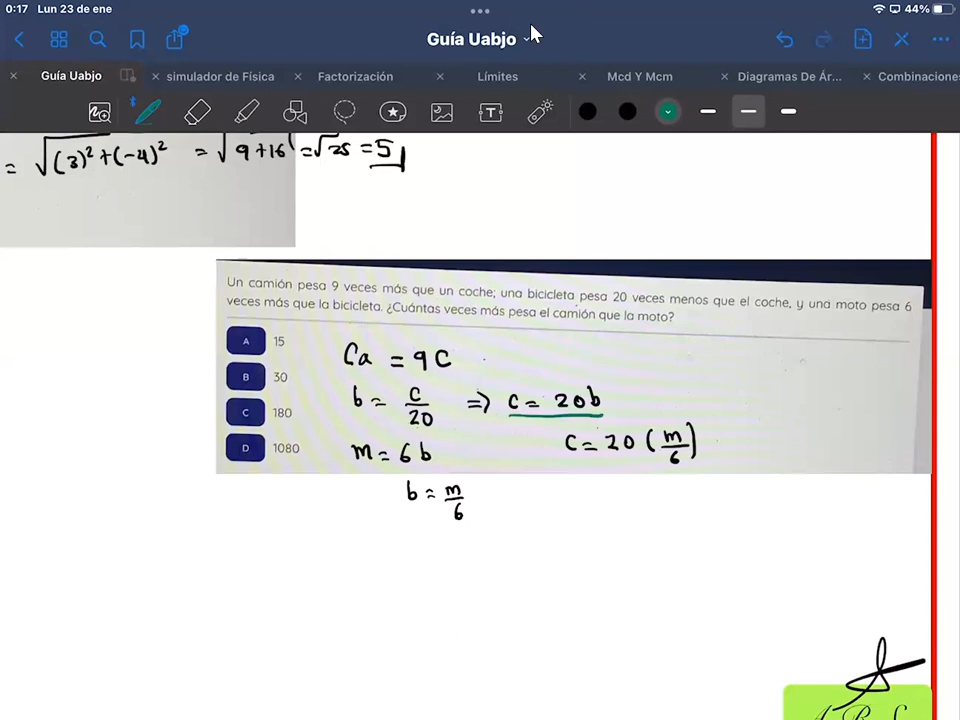 0:17 Lun 23 de ene
44%
Guía Uabjo
Guía Uabjo simulador de Física Factorización Límites Mcd Y Mcm Diagramas De Ár... Combinaciones
= √(3)²+(-4)² = √9+16 = √25 = 5
Un camión pesa 9 veces más que un coche; una bicicleta pesa 20 veces menos que el coche, y una moto pesa 6
veces más que la bicicleta. ¿Cuántas veces más pesa el camión que la moto?
A 15
B 30
C 180
D 1080
Ca = 9C
b = C/20 => C = 20b
m = 6b C = 20 (m/6)
b = m/6